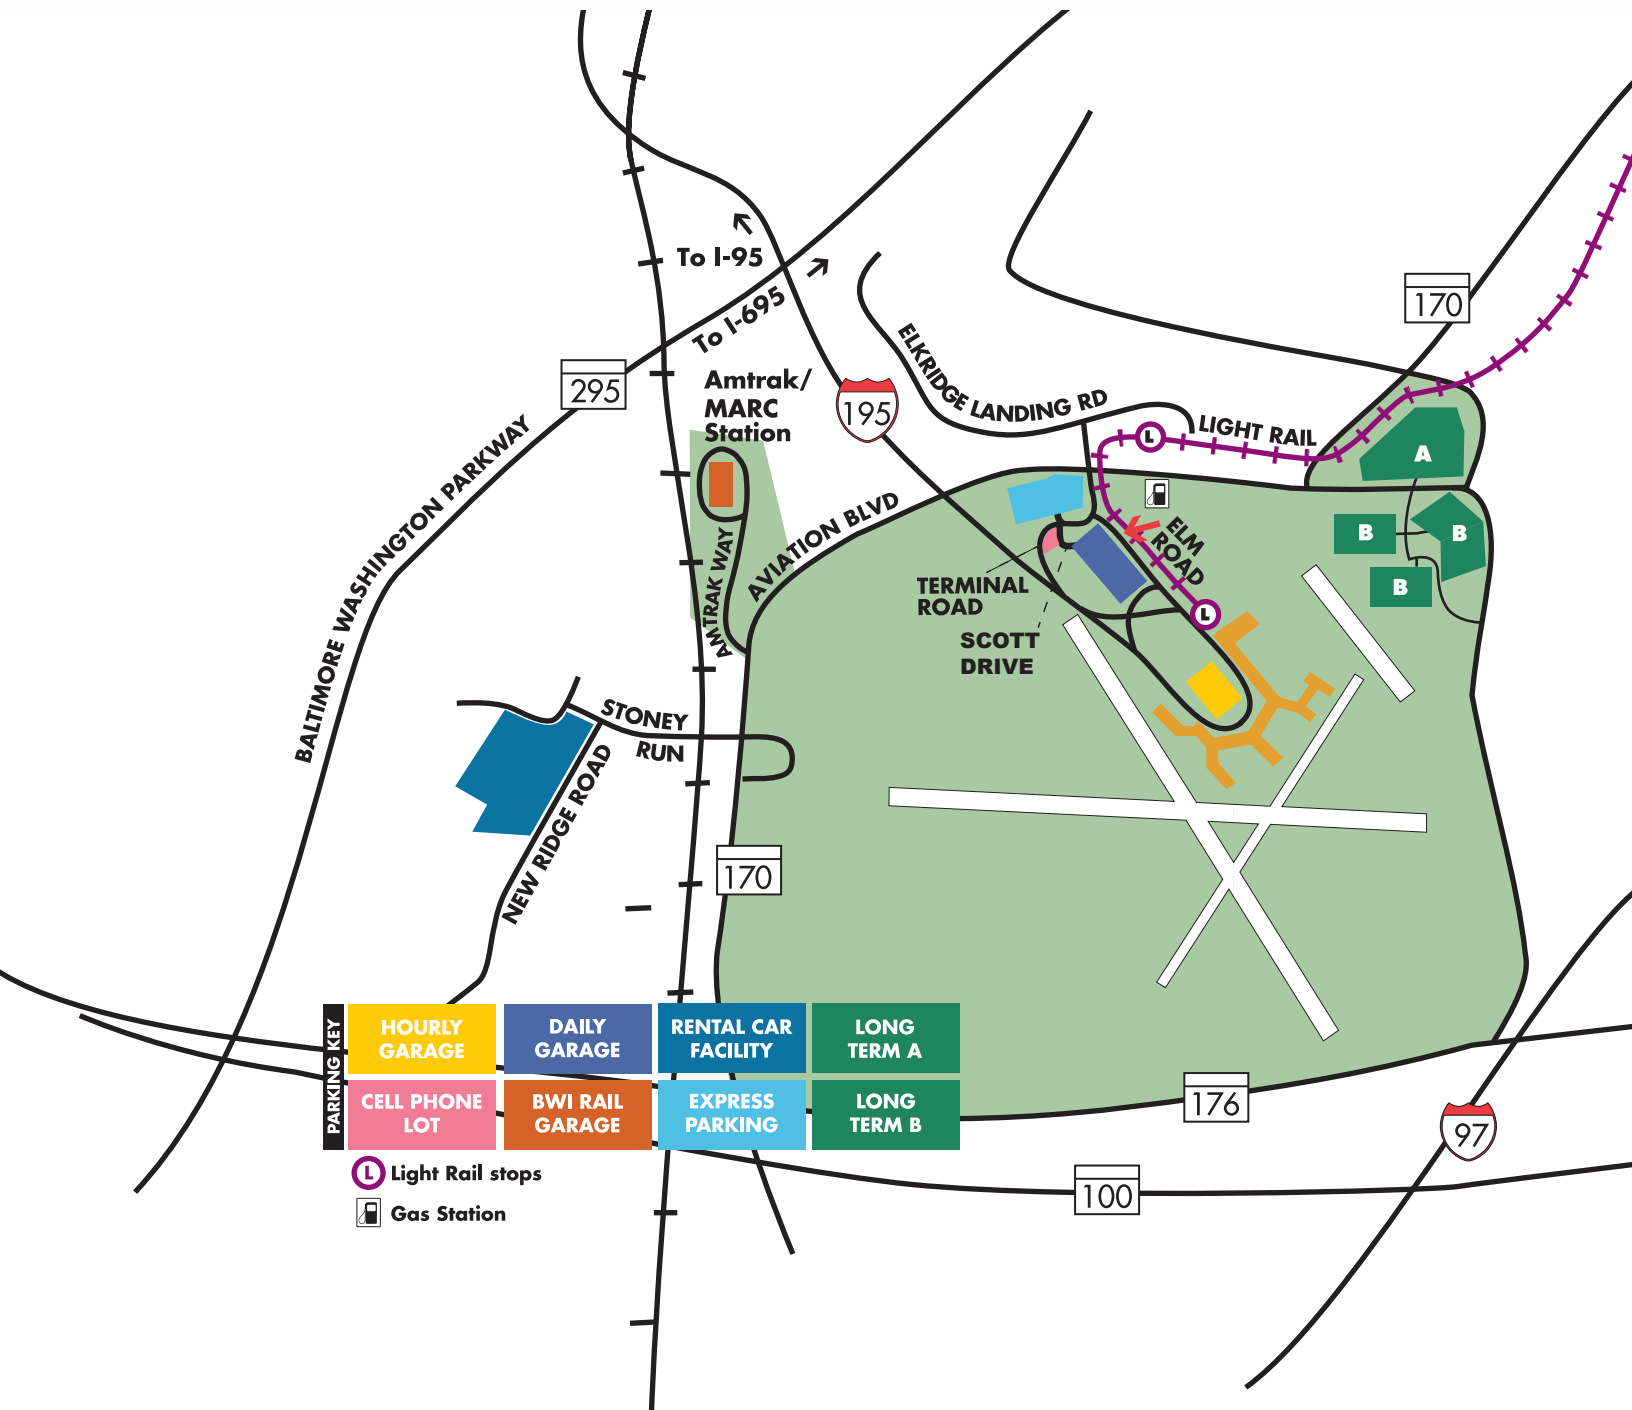 To I-95
To I-695
170
295
Amtrak/
MARC
Station
195
ELKRIDGE LANDING RD
LIGHT RAIL
L
A
BALTIMORE WASHINGTON PARKWAY
AVIATION BLVD
AMTRAK WAY
ELM
ROAD
B
B
B
TERMINAL
ROAD
SCOTT
DRIVE
L
STONEY
RUN
NEW RIDGE ROAD
170
PARKING KEY
HOURLY
GARAGE
DAILY
GARAGE
RENTAL CAR
FACILITY
LONG
TERM A
CELL PHONE
LOT
BWI RAIL
GARAGE
EXPRESS
PARKING
LONG
TERM B
176
97
100
L
Light Rail stops
Gas Station